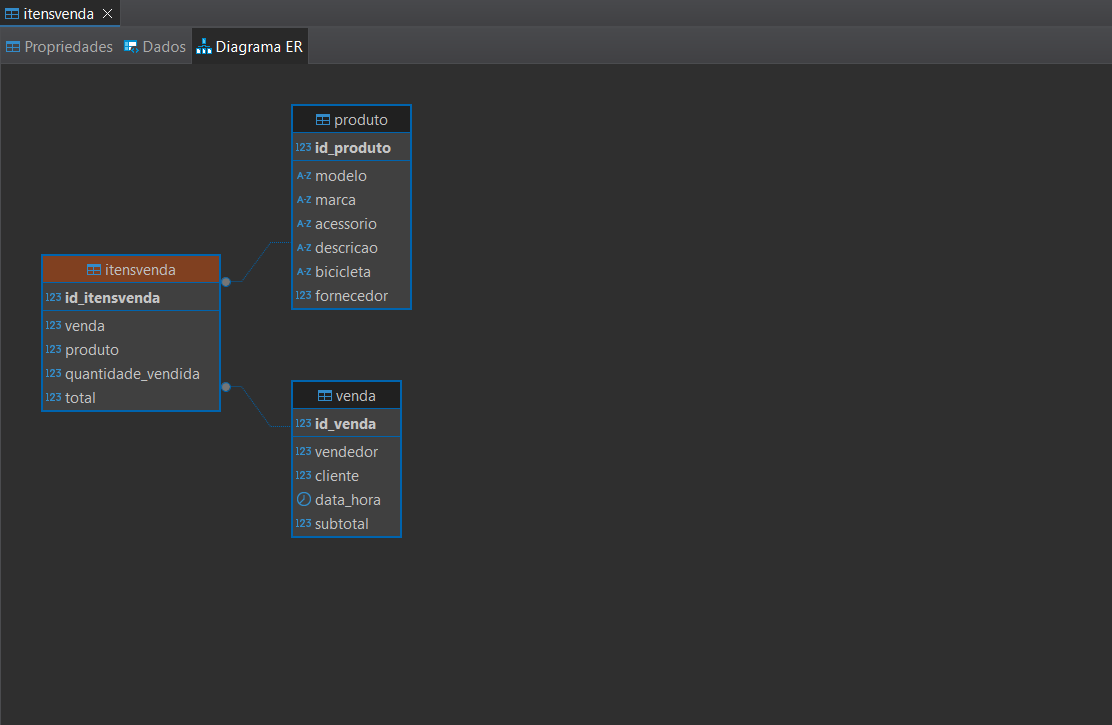 itensvenda
Propriedades Dados Diagrama ER
produto
123 id_produto
A-Z modelo
A-Z marca
A-Z acessorio
A-Z descricao
A-Z bicicleta
123 fornecedor
itensvenda
123 id_itensvenda
123 venda
123 produto
123 quantidade_vendida
123 total
venda
123 id_venda
123 vendedor
123 cliente
data_hora
123 subtotal